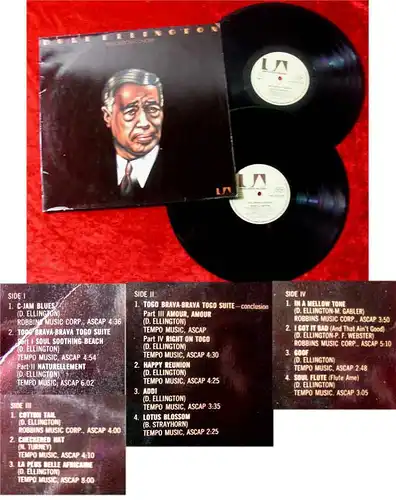 DUKE ELLINGTON
UA
UA
UA
SIDE I
1. C-JAM BLUES
(D. ELLINGTON)
ROBBINS MUSIC CORP., ASCAP 4:36
2. TOGO BRAVA-BRAVA TOGO SUITE
Part I SOUL SOOTHING BEACH
(D. ELLINGTON)
TEMPO MUSIC, ASCAP 4:54
Part II NATURELLEMENT
(D. ELLINGTON)
TEMPO MUSIC, ASCAP 6:02
SIDE II
1. TOGO BRAVA-BRAVA TOGO SUITE—conclusion
Part III AMOUR, AMOUR
(D. ELLINGTON)
TEMPO MUSIC, ASCAP
Part IV RIGHT ON TOGO
(D. ELLINGTON)
TEMPO MUSIC, ASCAP 4:30
2. HAPPY REUNION
(D. ELLINGTON)
TEMPO MUSIC, ASCAP 4:25
3. ADDI
(D. ELLINGTON)
TEMPO MUSIC, ASCAP 3:35
4. LOTUS BLOSSOM
(B. STRAYHORN)
TEMPO MUSIC, ASCAP 2:25
SIDE III
1. COTTON TAIL
(D. ELLINGTON)
ROBBINS MUSIC CORP., ASCAP 4:00
2. CHECKERED HAT
(N. TURNEY)
TEMPO MUSIC, ASCAP 4:10
3. LA PLUS BELLE AFRICAINE
(D. ELLINGTON)
TEMPO MUSIC, ASCAP 8:00
SIDE IV
1. IN A MELLOW TONE
(D. ELLINGTON-M. GABLER)
ROBBINS MUSIC CORP., ASCAP 3:50
2. I GOT IT BAD (And That Ain't Good)
(D. ELLINGTON-P. F. WEBSTER)
ROBBINS MUSIC CORP., ASCAP 5:10
3. GOOF
(D. ELLINGTON)
TEMPO MUSIC, ASCAP
4. SOUL FLUTE (Flute Ame)
(D. ELLINGTON)
TEMPO MUSIC, ASCAP 3:05